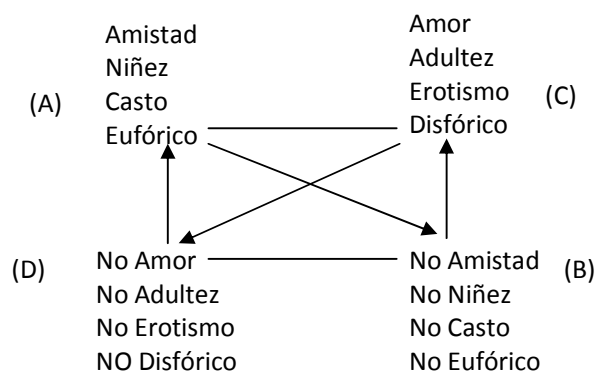 Amistad
Niñez
Casto
Eufórico
(A)
Amor
Adultez
Erotismo
Disfórico
(C)
(D)
No Amor
No Adultez
No Erotismo
NO Disfórico
No Amistad
No Niñez
No Casto
No Eufórico
(B)